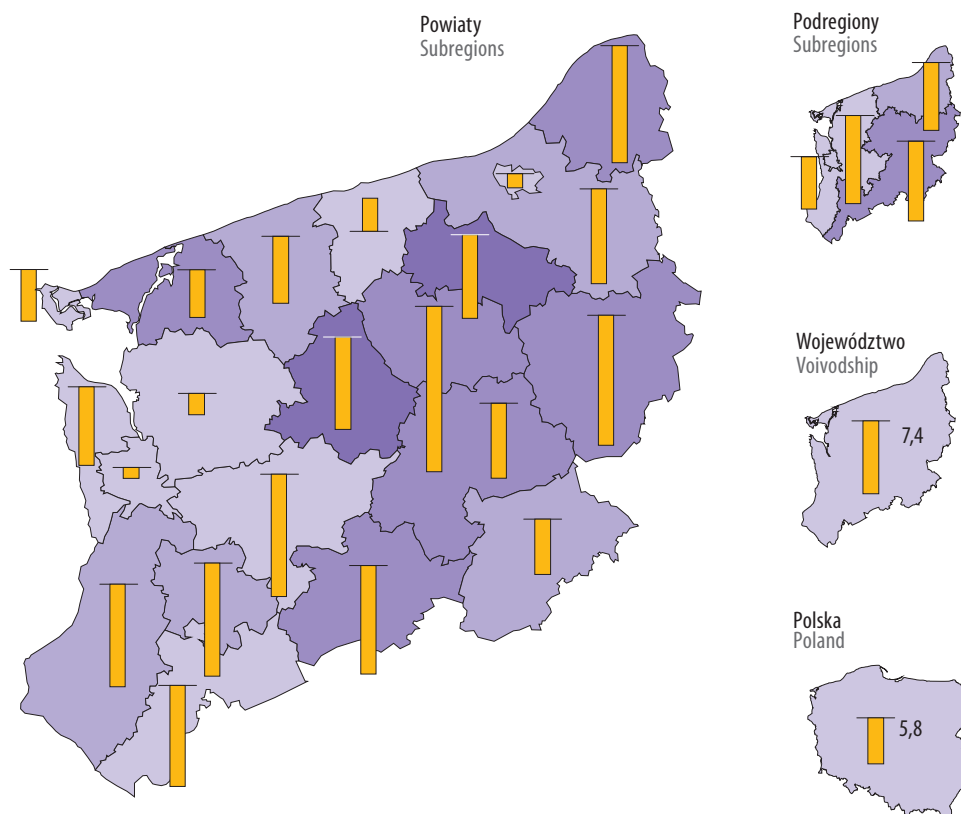 Powiaty
Subregions
Podregiony
Subregions
Województwo
Voivodship
7,4
Polska
Poland
5,8